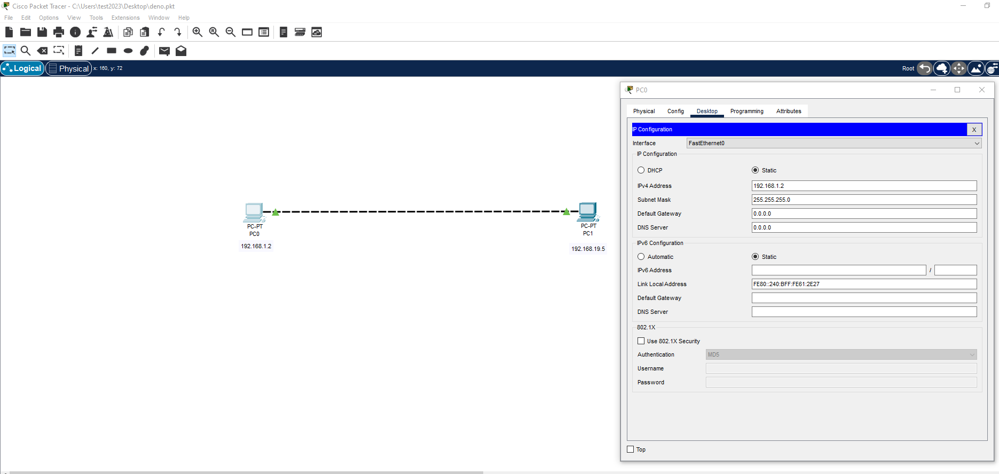 Cisco Packet Tracer - C:\Users\test2023\Desktop\deno.pkt
File Edit Options View Tools Extensions Window Help
Logical Physical x: 160, y: 72 Root
PC-PT
PC0
192.168.1.2
PC-PT
PC1
192.168.19.5
PC0
Physical Config Desktop Programming Attributes
IP Configuration X
Interface FastEthernet0
IP Configuration
DHCP Static
IPv4 Address 192.168.1.2
Subnet Mask 255.255.255.0
Default Gateway 0.0.0.0
DNS Server 0.0.0.0
IPv6 Configuration
Automatic Static
IPv6 Address /
Link Local Address FE80::240:BFF:FE61:2E27
Default Gateway
DNS Server
802.1X
Use 802.1X Security
Authentication MD5
Username
Password
Top